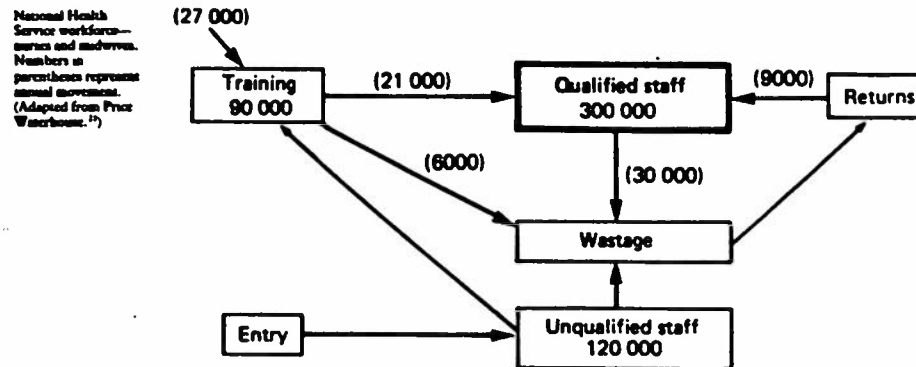 National Health
Service workforce—
nurses and midwives.
Numbers in
parentheses represent
annual movement.
(Adapted from Price
Waterhouse.
(27 000)
Training
90 000
(21 000)
Qualified staff
300 000
(9000)
Returns
(6000)
(30 000)
Wastage
Entry
Unqualified staff
120 000